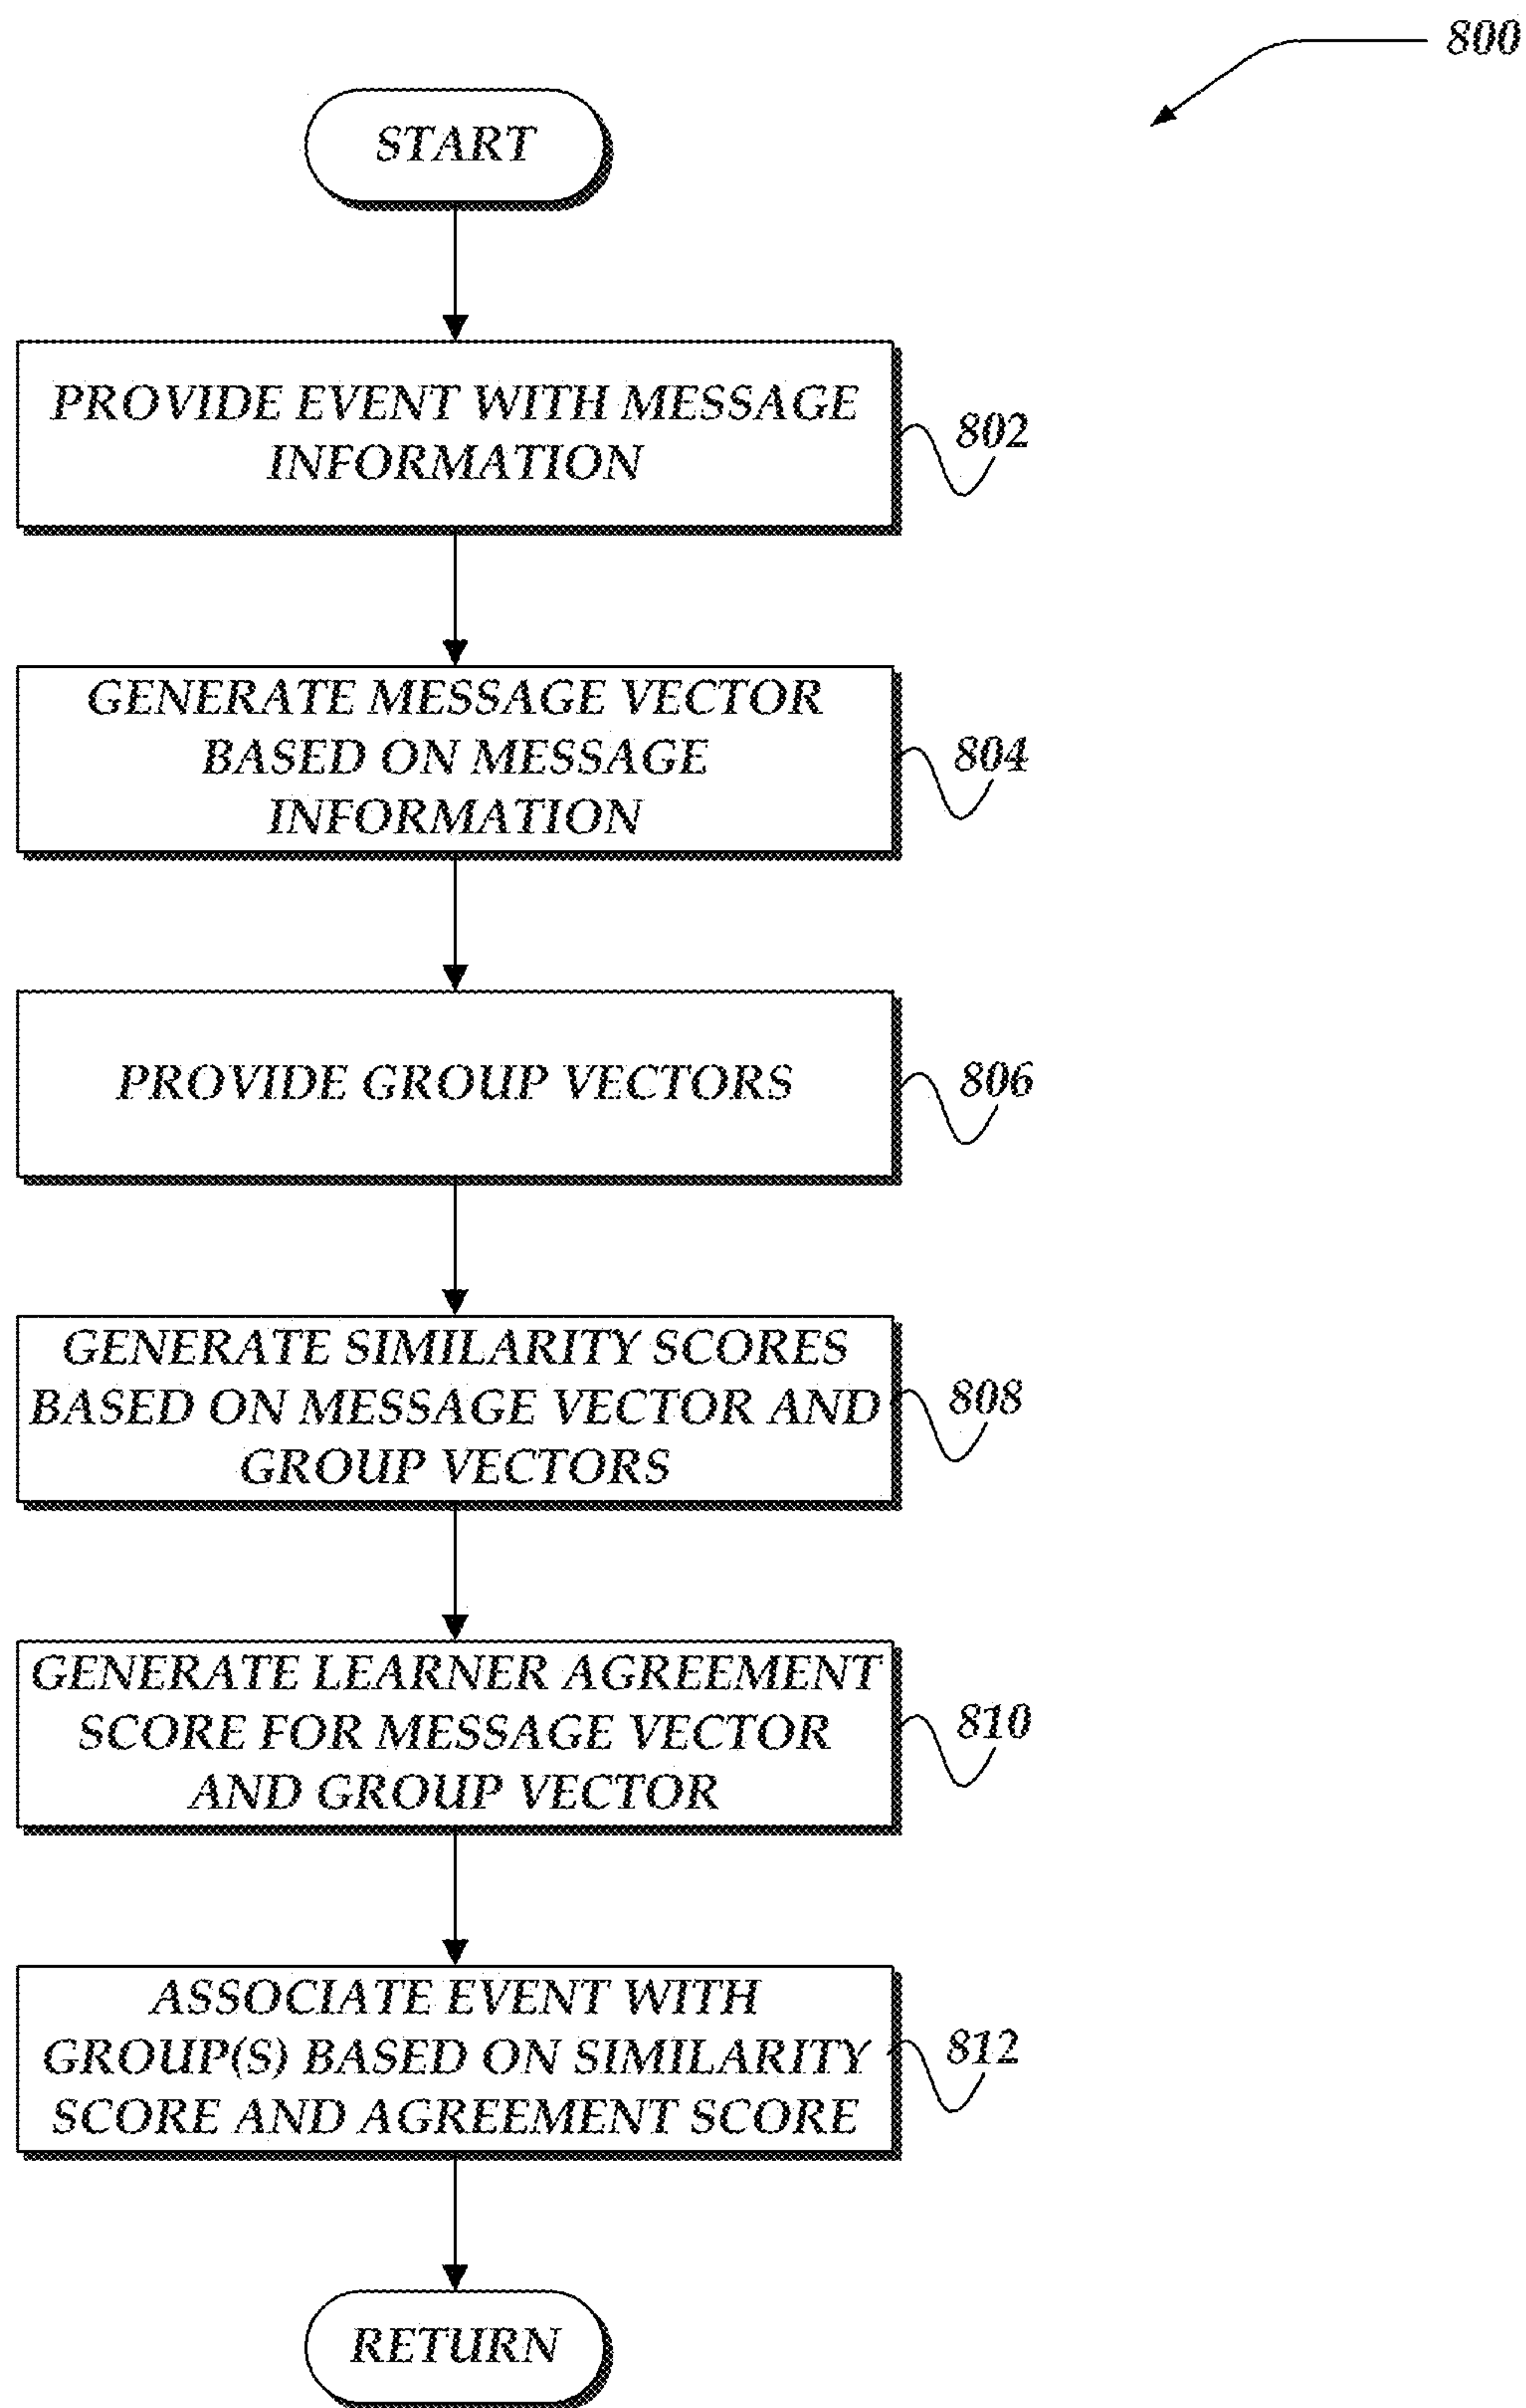 800
START
PROVIDE EVENT WITH MESSAGE
INFORMATION
802
GENERATE MESSAGE VECTOR
BASED ON MESSAGE
INFORMATION
804
PROVIDE GROUP VECTORS
806
GENERATE SIMILARITY SCORES
BASED ON MESSAGE VECTOR AND
GROUP VECTORS
808
GENERATE LEARNER AGREEMENT
SCORE FOR MESSAGE VECTOR
AND GROUP VECTOR
810
ASSOCIATE EVENT WITH
GROUP(S) BASED ON SIMILARITY
SCORE AND AGREEMENT SCORE
812
RETURN